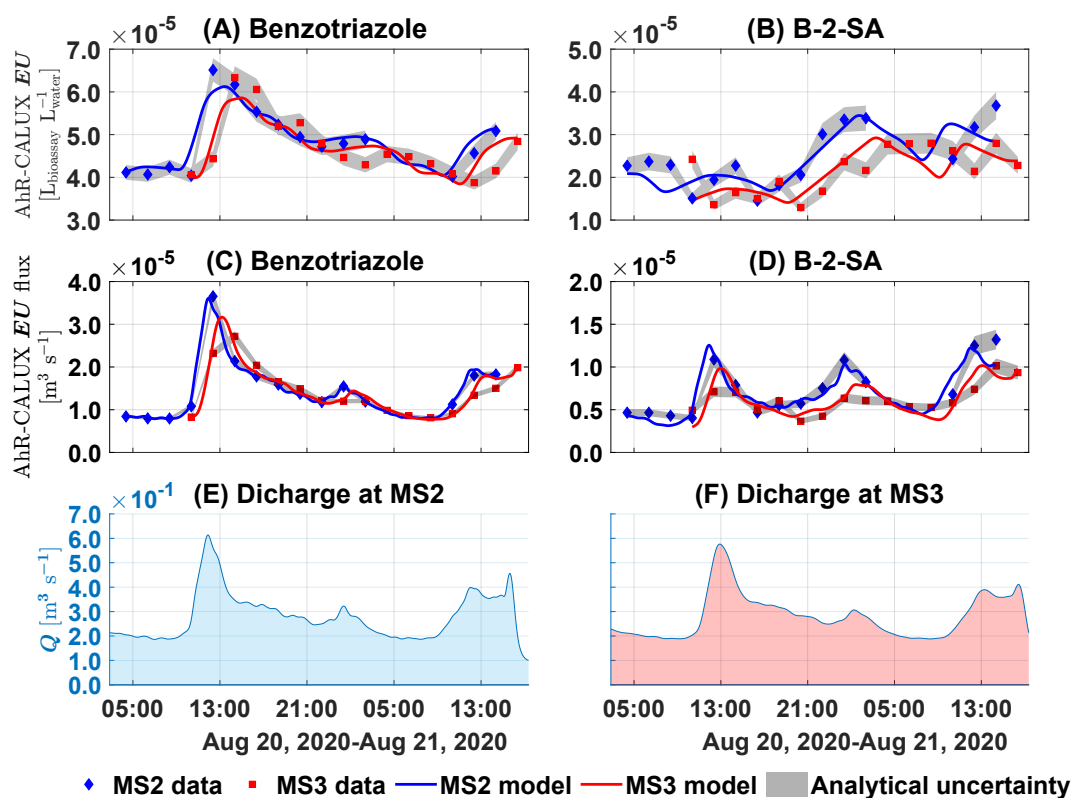 (A) Benzotriazole
(B) B-2-SA
×10⁻⁵
×10⁻⁵
AhR-CALUX EU
[L_bioassay L⁻¹_water]
7.0
6.0
5.0
4.0
3.0
5.0
4.0
3.0
2.0
1.0
(C) Benzotriazole
(D) B-2-SA
×10⁻⁵
×10⁻⁵
AhR-CALUX EU flux
[m³ s⁻¹]
4.0
3.0
2.0
1.0
0.0
2.0
1.5
1.0
0.5
0.0
(E) Dicharge at MS2
(F) Dicharge at MS3
×10⁻¹
Q [m³ s⁻¹]
7.0
6.0
5.0
4.0
3.0
2.0
1.0
0.0
05:00 13:00 21:00 05:00 13:00
05:00 13:00 21:00 05:00 13:00
Aug 20, 2020-Aug 21, 2020
Aug 20, 2020-Aug 21, 2020
MS2 data MS3 data MS2 model MS3 model Analytical uncertainty